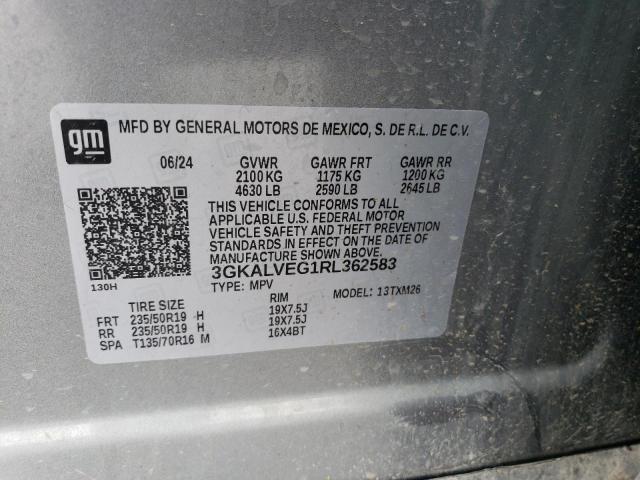 gm
MFD BY GENERAL MOTORS DE MEXICO, S. DE R.L. DE C.V.
06/24 GVWR GAWR FRT GAWR RR
2100 KG 1175 KG 1200 KG
4630 LB 2590 LB 2645 LB
THIS VEHICLE CONFORMS TO ALL
APPLICABLE U.S. FEDERAL MOTOR
VEHICLE SAFETY AND THEFT PREVENTION
STANDARDS IN EFFECT ON THE DATE OF
MANUFACTURE SHOWN ABOVE.
3GKALVEG1RL362583
130H
TYPE: MPV MODEL: 13TXM26
TIRE SIZE RIM
FRT 235/50R19 H 19X7.5J
RR 235/50R19 H 19X7.5J
SPA T135/70R16 M 16X4BT